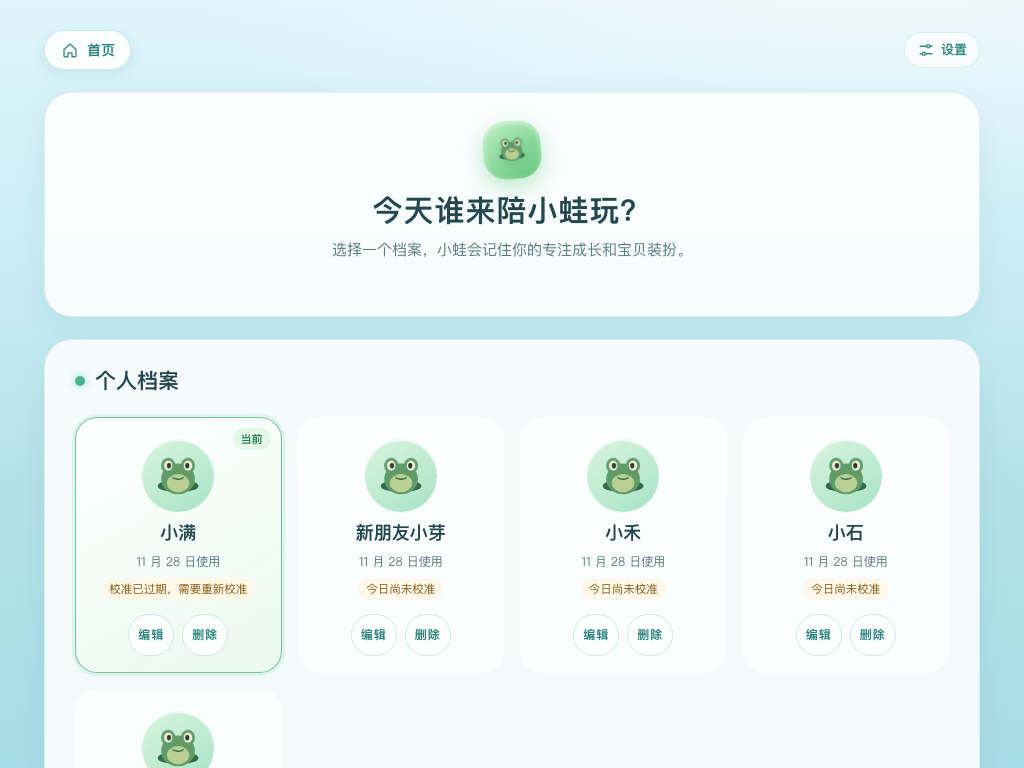 首页
设置
今天谁来陪小蛙玩?
选择一个档案，小蛙会记住你的专注成长和宝贝装扮。
个人档案
当前
小满
11 月 28 日使用
校准已过期，需要重新校准
编辑
删除
新朋友小芽
11 月 28 日使用
今日尚未校准
编辑
删除
小禾
11 月 28 日使用
今日尚未校准
编辑
删除
小石
11 月 28 日使用
今日尚未校准
编辑
删除